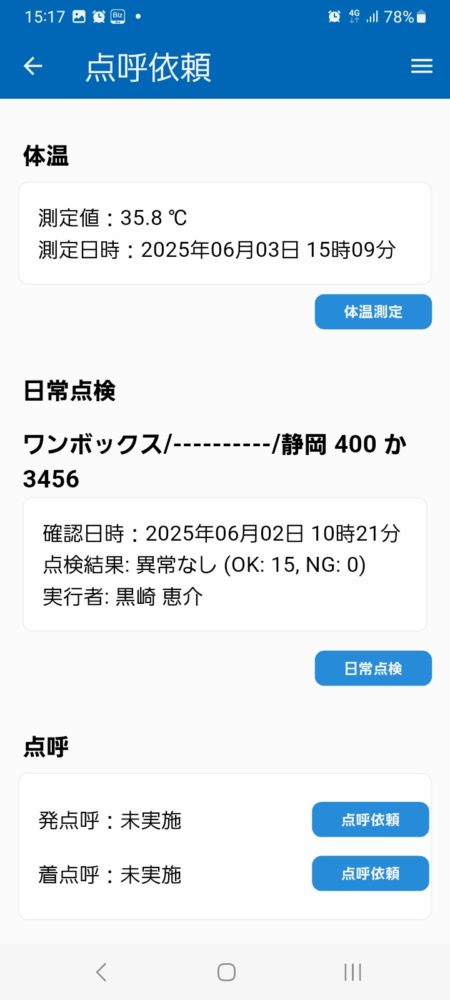 15:17 Biz 4G 78%
点呼依頼
体温
測定値：35.8 ℃
測定日時：2025年06月03日 15時09分
体温測定
日常点検
ワンボックス/----------/静岡 400 か
3456
確認日時：2025年06月02日 10時21分
点検結果: 異常なし (OK: 15, NG: 0)
実行者: 黒崎 恵介
日常点検
点呼
発点呼：未実施 点呼依頼
着点呼：未実施 点呼依頼